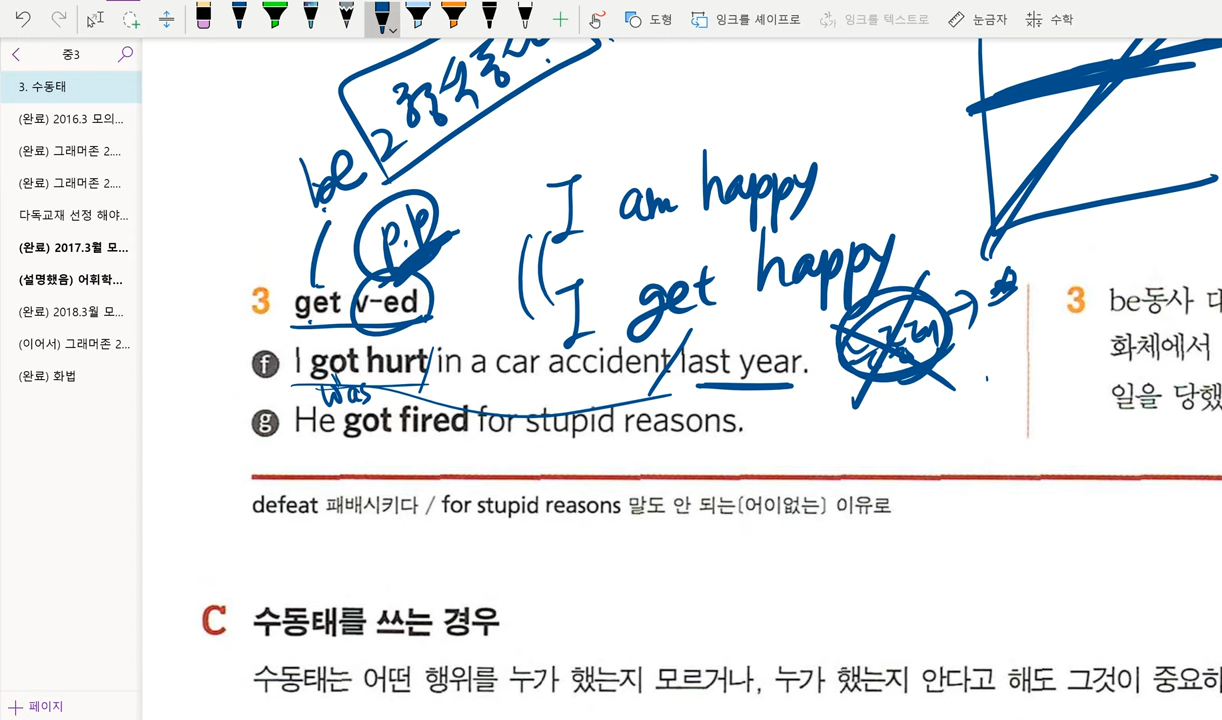 도형 잉크를 셰이프로 잉크를 텍스트로 눈금자 수학
중3
3. 수동태
(완료) 2016.3 모의...
(완료) 그래머존 2....
(완료) 그래머존 2....
다독교재 선정 해야...
(완료) 2017.3월 모...
(설명했음) 어휘학...
(완료) 2018.3월 모...
(이어서) 그래머존 2...
(완료) 화법
페이지
2형식동사
be
p.p
I am happy
I get happy
3 get v-ed
f I got hurt in a car accident last year.
was
g He got fired for stupid reasons.
3 be동사 대
화체에서
일을 당했
defeat 패배시키다 / for stupid reasons 말도 안 되는[어이없는] 이유로
C 수동태를 쓰는 경우
수동태는 어떤 행위를 누가 했는지 모르거나, 누가 했는지 안다고 해도 그것이 중요하